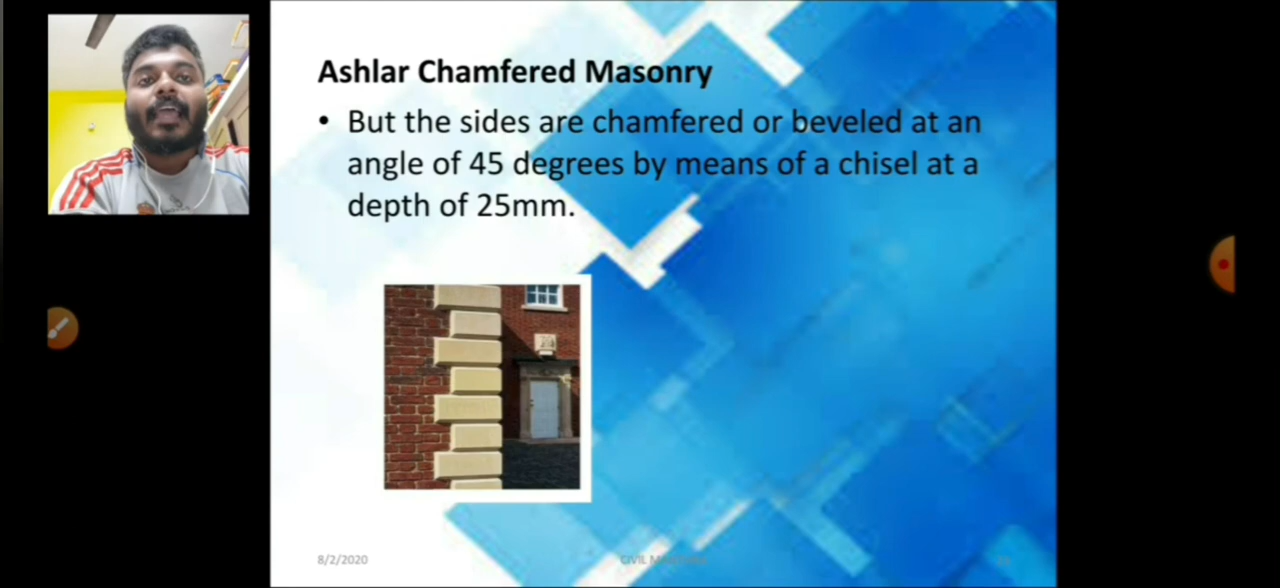 Ashlar Chamfered Masonry
• But the sides are chamfered or beveled at an
angle of 45 degrees by means of a chisel at a
depth of 25mm.
8/2/2020
CIVIL